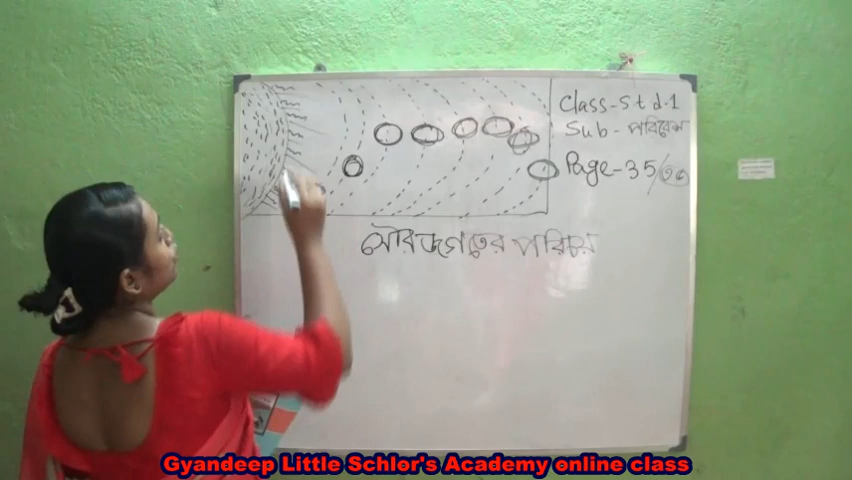 Class-Std.1
Sub- পরিবেশ
Page-35/৩৫
সৌরজগতের পরিচয়
Gyandeep Little Schlor's Academy online class